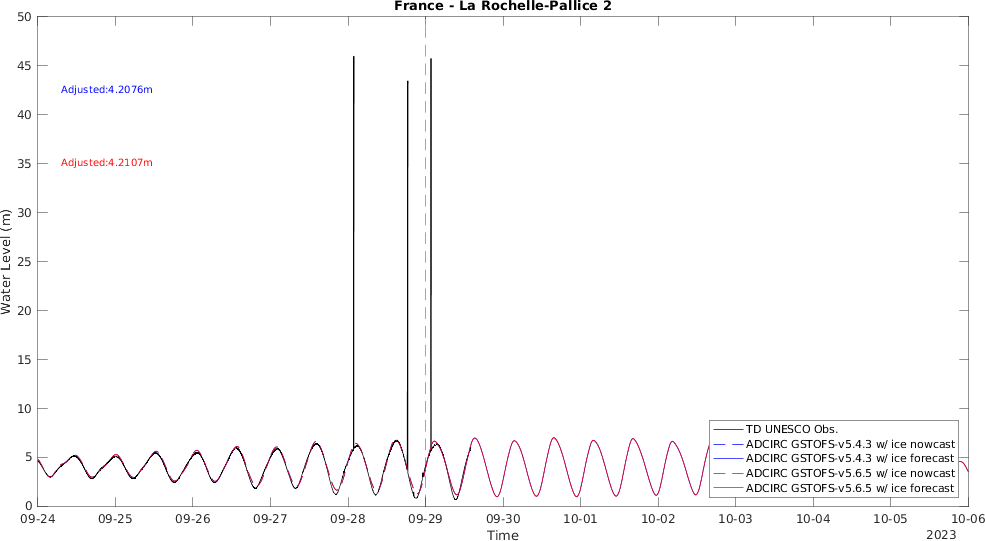 France - La Rochelle-Pallice 2
50
45
40
35
30
25
20
15
10
5
0
Water Level (m)
Adjusted:4.2076m
Adjusted:4.2107m
TD UNESCO Obs.
ADCIRC GSTOFS-v5.4.3 w/ ice nowcast
ADCIRC GSTOFS-v5.4.3 w/ ice forecast
ADCIRC GSTOFS-v5.6.5 w/ ice nowcast
ADCIRC GSTOFS-v5.6.5 w/ ice forecast
09-24 09-25 09-26 09-27 09-28 09-29 09-30 10-01 10-02 10-03 10-04 10-05 10-06
Time
2023